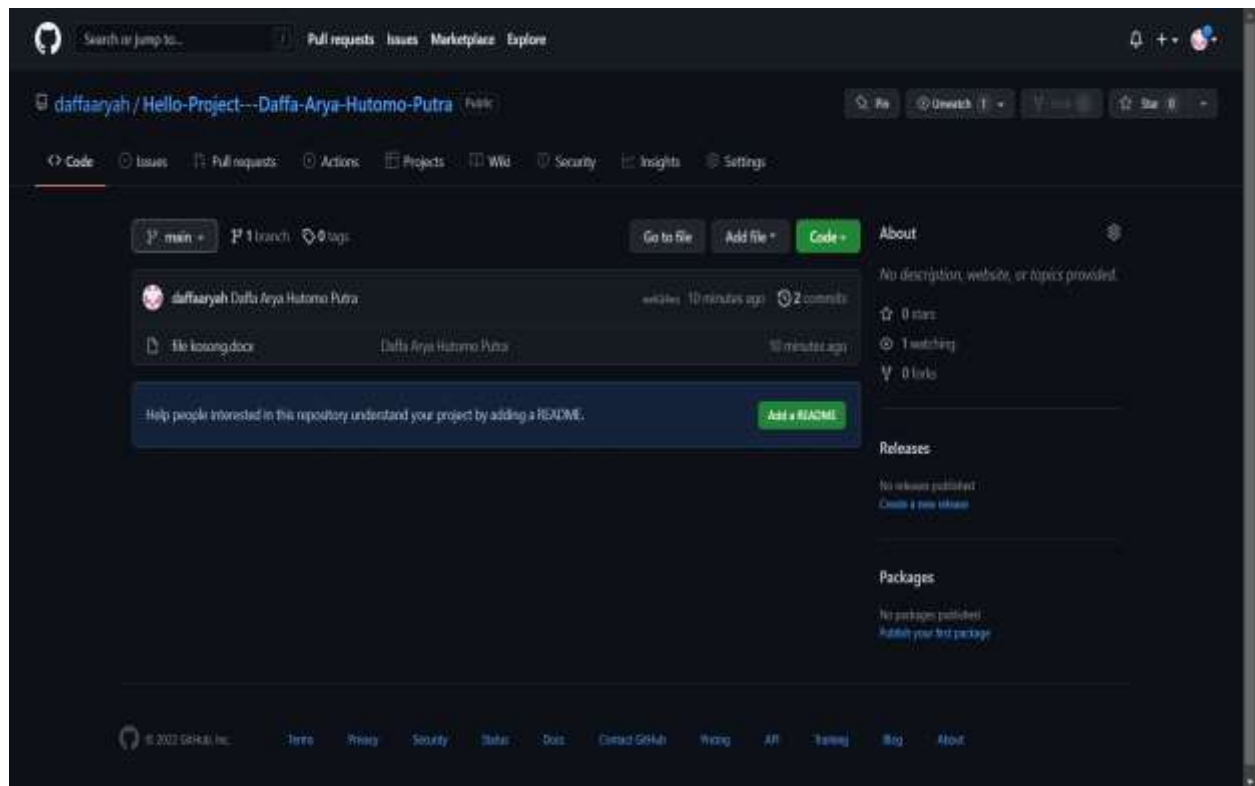 Search or jump to... /
Pull requests Issues Marketplace Explore
daffaaryah / Hello-Project---Daffa-Arya-Hutomo-Putra Public
Pin Unwatch 1 Star 0
Code Issues Pull requests Actions Projects Wiki Security Insights Settings
main 1 branch 0 tags Go to file Add file Code
daffaaryah Daffa Arya Hutomo Putra 10 minutes ago 2 commits
file kosong.docx Daffa Arya Hutomo Putra 10 minutes ago
Help people interested in this repository understand your project by adding a README. Add a README
About
No description, website, or topics provided.
0 stars
1 watching
0 forks
Releases
No releases published
Create a new release
Packages
No packages published
Publish your first package
© 2022 GitHub, Inc. Terms Privacy Security Status Docs Contact GitHub Pricing API Training Blog About